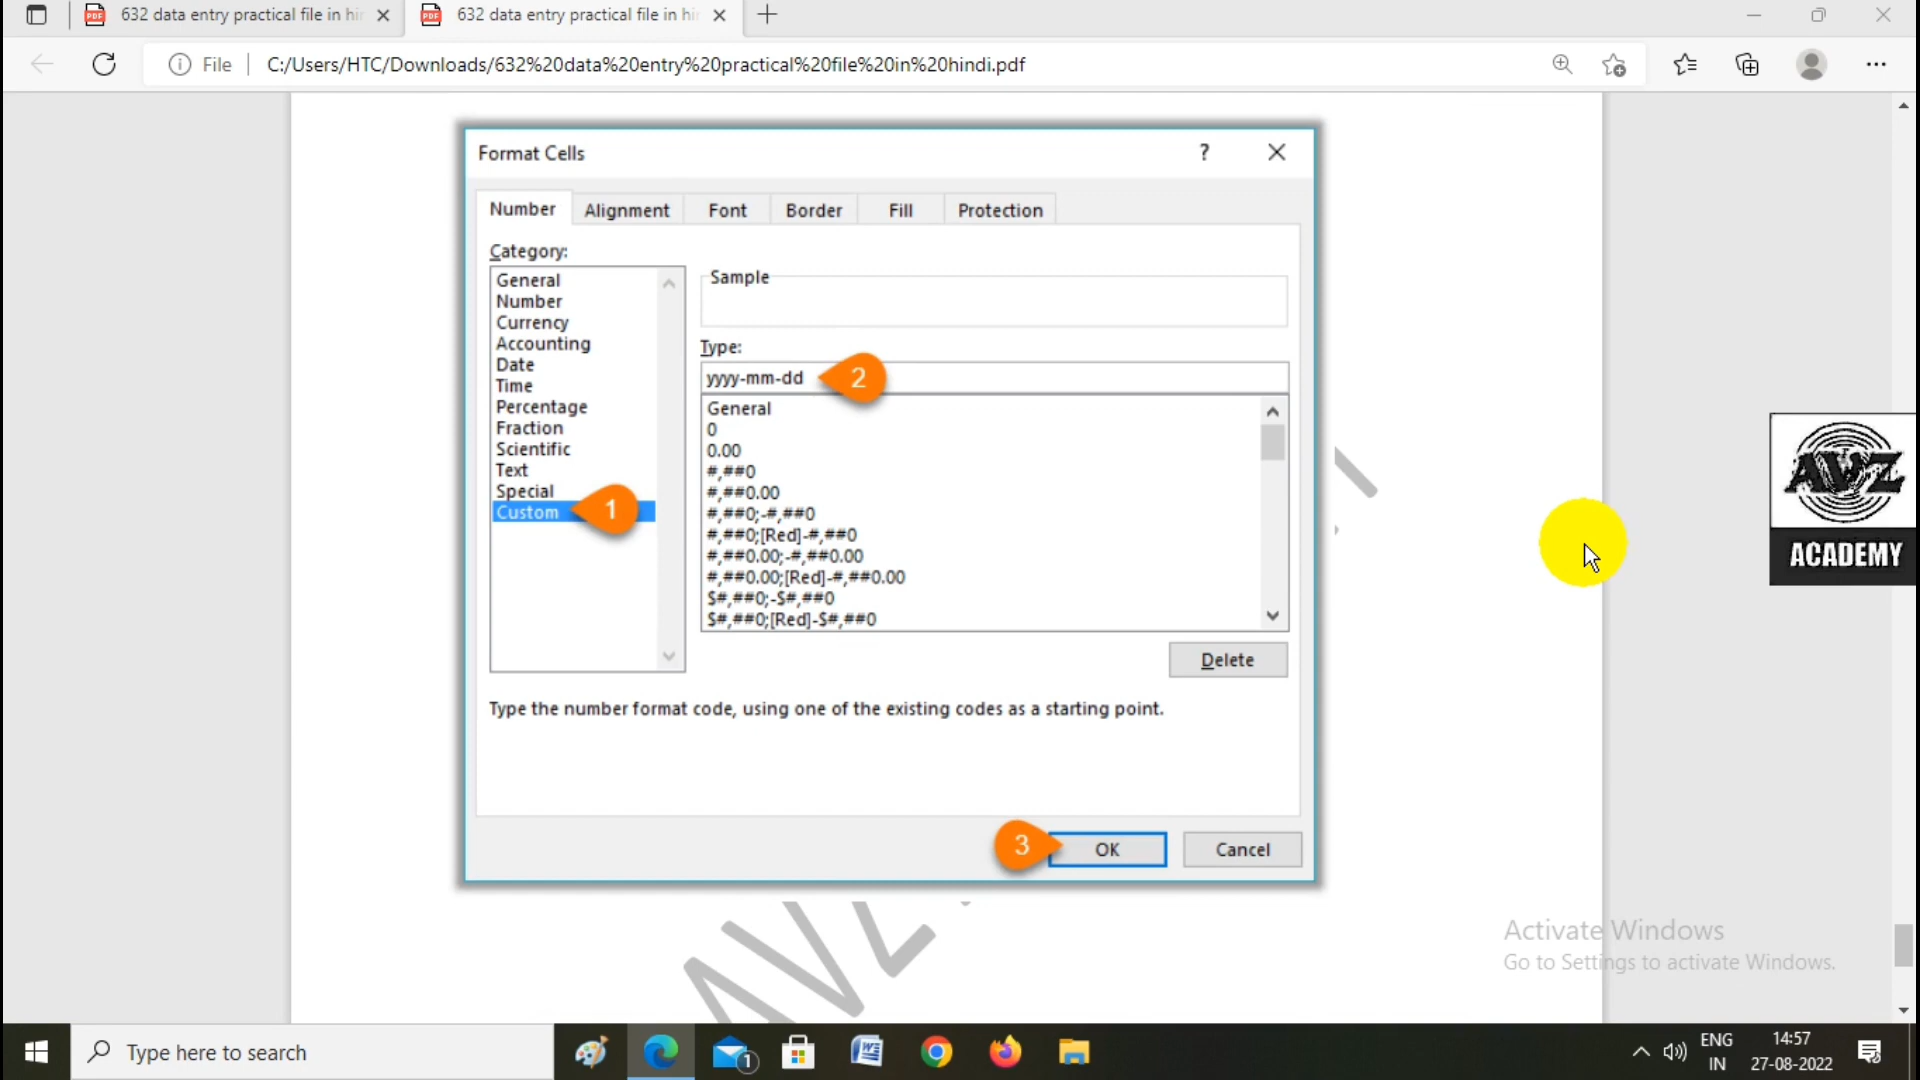 632 data entry practical file in hi
632 data entry practical file in hi
File
C:/Users/HTC/Downloads/632%20data%20entry%20practical%20file%20in%20hindi.pdf
Format Cells
?
Number Alignment Font Border Fill Protection
Category:
General
Number
Currency
Accounting
Date
Time
Percentage
Fraction
Scientific
Text
Special
Custom
1
Sample
Type:
yyyy-mm-dd
2
General
0
0.00
#,##0
#,##0.00
#,##0;-#,##0
#,##0;[Red]-#,##0
#,##0.00;-#,##0.00
#,##0.00;[Red]-#,##0.00
$#,##0;-$#,##0
$#,##0;[Red]-$#,##0
Delete
Type the number format code, using one of the existing codes as a starting point.
3
OK
Cancel
AVZ
ACADEMY
AVZ
Activate Windows
Go to Settings to activate Windows.
Type here to search
1
ENG
IN
14:57
27-08-2022